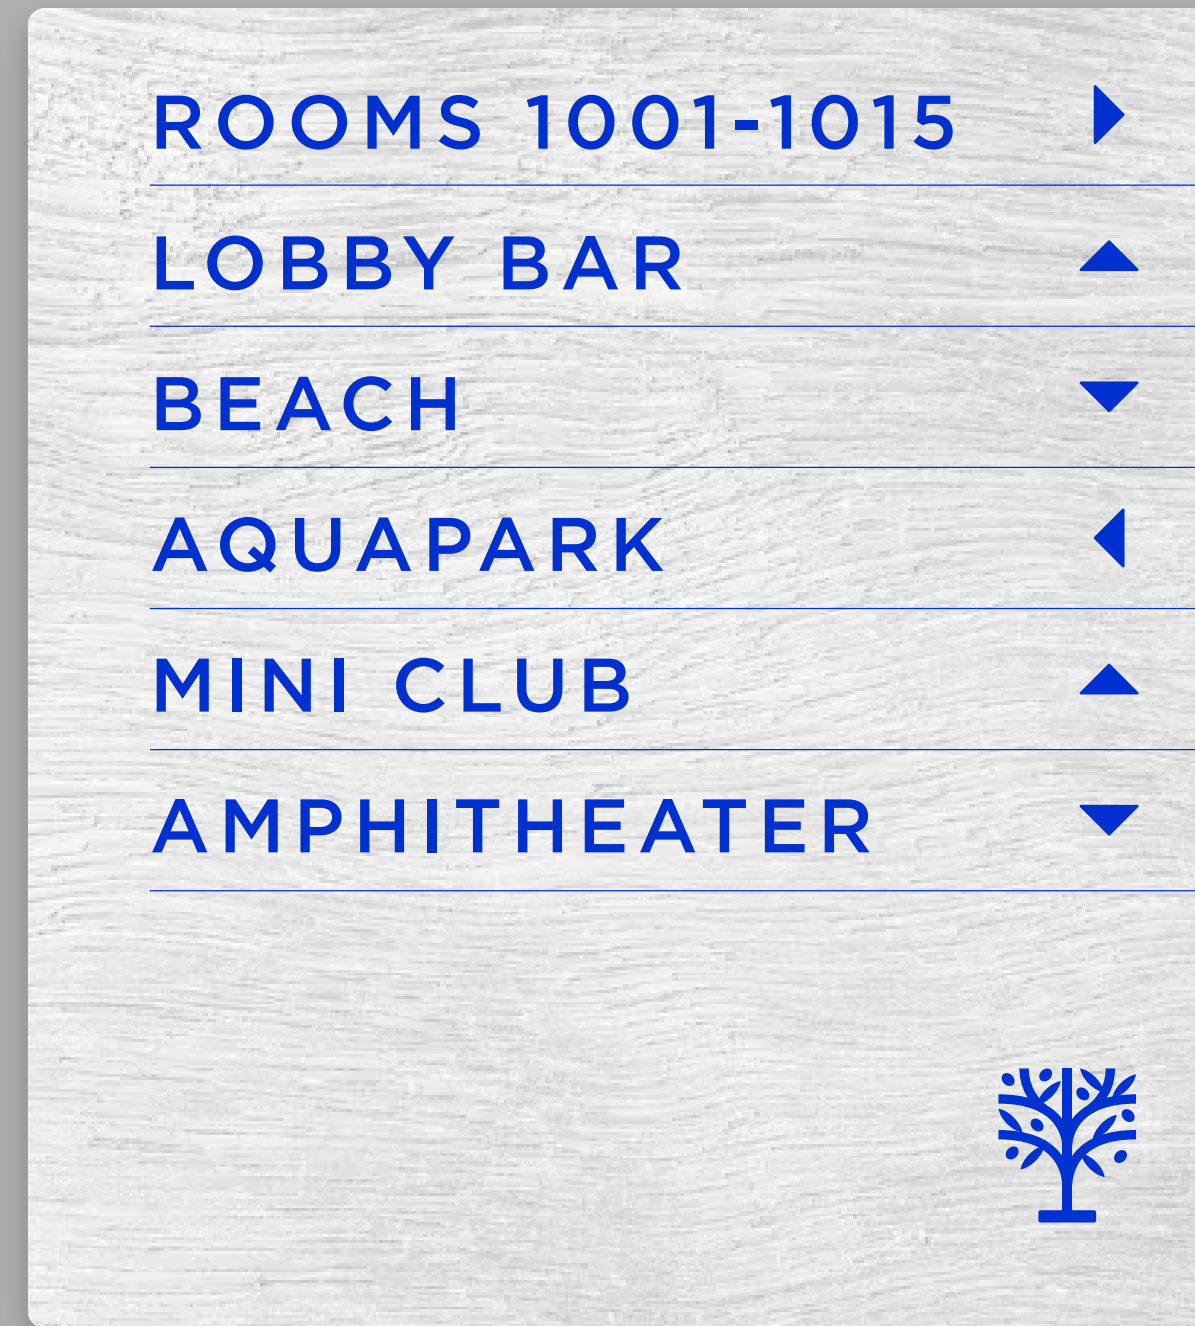 ROOMS 1001-1015
LOBBY BAR
BEACH
AQUAPARK
MINI CLUB
AMPHITHEATER